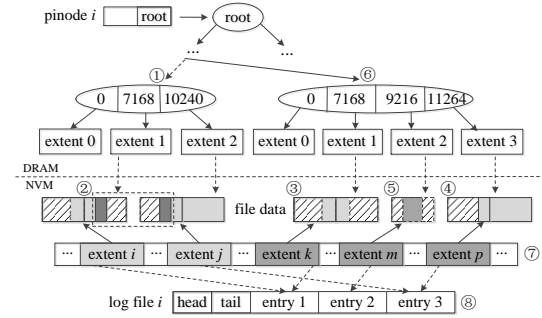 pinode i root root
... ...
① ⑥
0 7168 10240 0 7168 9216 11264
extent 0 extent 1 extent 2 extent 0 extent 1 extent 2 extent 3
DRAM
NVM
② file data ③ ⑤ ④
... extent i extent j ... extent k ... extent m ... extent p ... ⑦
log file i head tail entry 1 entry 2 entry 3 ⑧